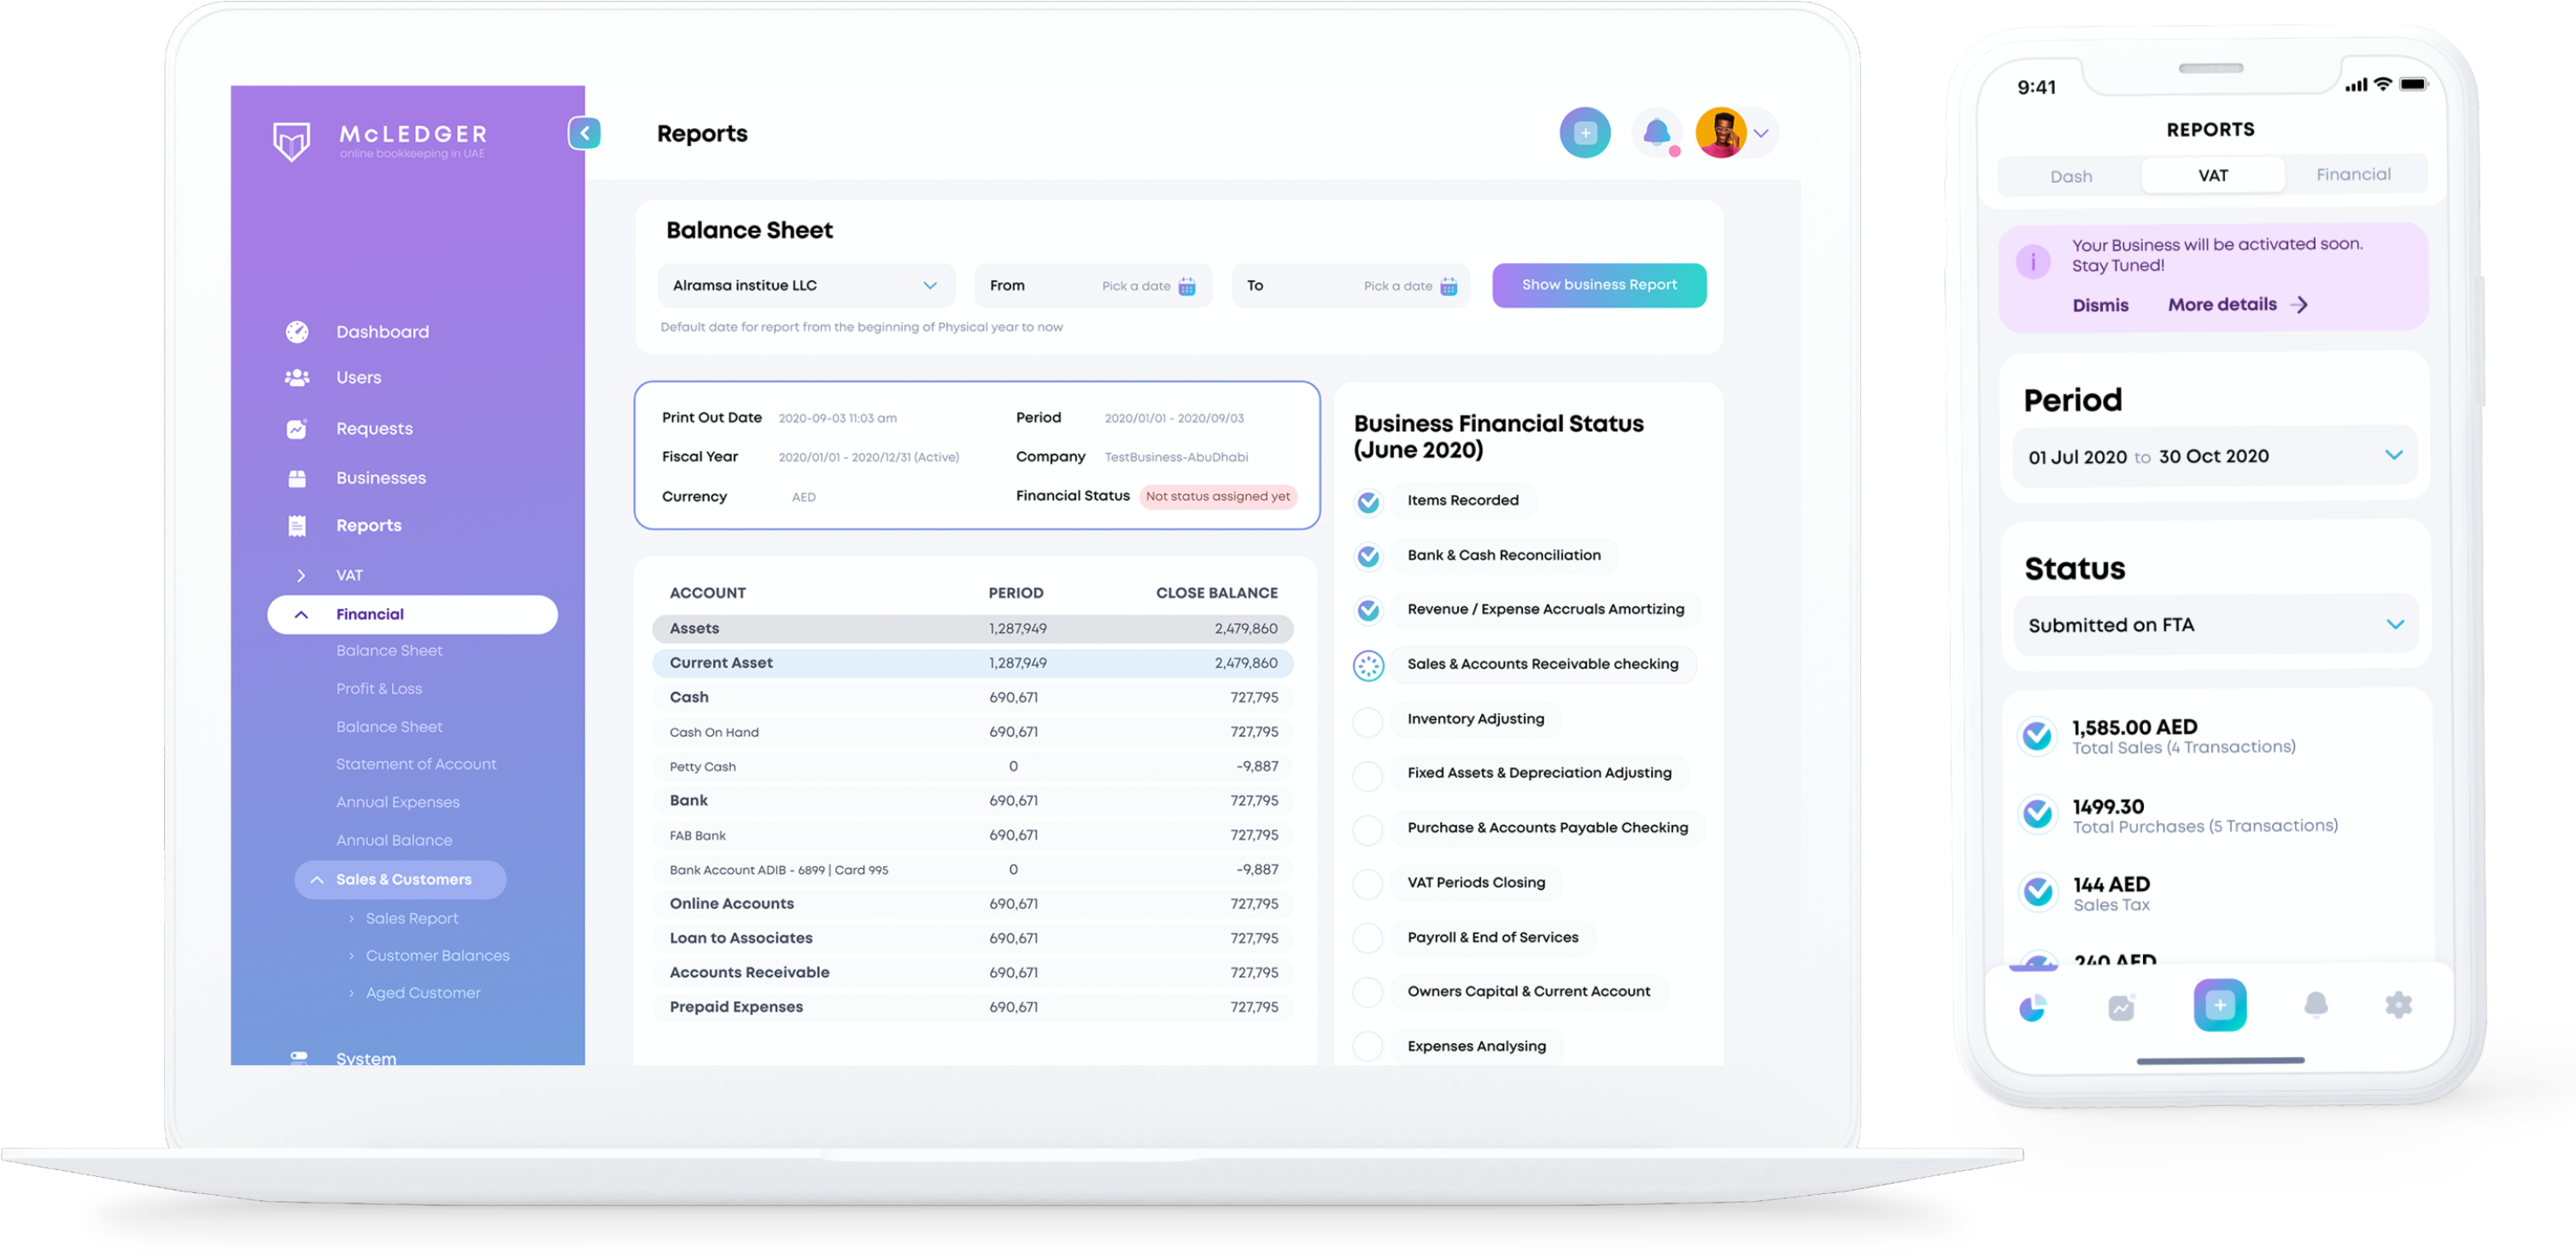 McLEDGER
online bookkeeping in UAE
Dashboard
Users
Requests
Businesses
Reports
VAT
Financial
Balance Sheet
Profit & Loss
Balance Sheet
Statement of Account
Annual Expenses
Annual Balance
Sales & Customers
Sales Report
Customer Balances
Aged Customer
System
Reports
Balance Sheet
Alramsa institue LLC
From Pick a date
To Pick a date
Show business Report
Default date for report from the beginning of Physical year to now
Print Out Date 2020-09-03 11:03 am
Period 2020/01/01 - 2020/09/03
Fiscal Year 2020/01/01 - 2020/12/31 (Active)
Company TestBusiness-AbuDhabi
Currency AED
Financial Status Not status assigned yet
ACCOUNT PERIOD CLOSE BALANCE
Assets 1,287,949 2,479,860
Current Asset 1,287,949 2,479,860
Cash 690,671 727,795
Cash On Hand 690,671 727,795
Petty Cash 0 -9,887
Bank 690,671 727,795
FAB Bank 690,671 727,795
Bank Account ADIB - 6899 | Card 995 0 -9,887
Online Accounts 690,671 727,795
Loan to Associates 690,671 727,795
Accounts Receivable 690,671 727,795
Prepaid Expenses 690,671 727,795
Business Financial Status
(June 2020)
Items Recorded
Bank & Cash Reconciliation
Revenue / Expense Accruals Amortizing
Sales & Accounts Receivable checking
Inventory Adjusting
Fixed Assets & Depreciation Adjusting
Purchase & Accounts Payable Checking
VAT Periods Closing
Payroll & End of Services
Owners Capital & Current Account
Expenses Analysing
9:41
REPORTS
Dash VAT Financial
Your Business will be activated soon.
Stay Tuned!
Dismis More details
Period
01 Jul 2020 to 30 Oct 2020
Status
Submitted on FTA
1,585.00 AED
Total Sales (4 Transactions)
1499.30
Total Purchases (5 Transactions)
144 AED
Sales Tax
240 AED